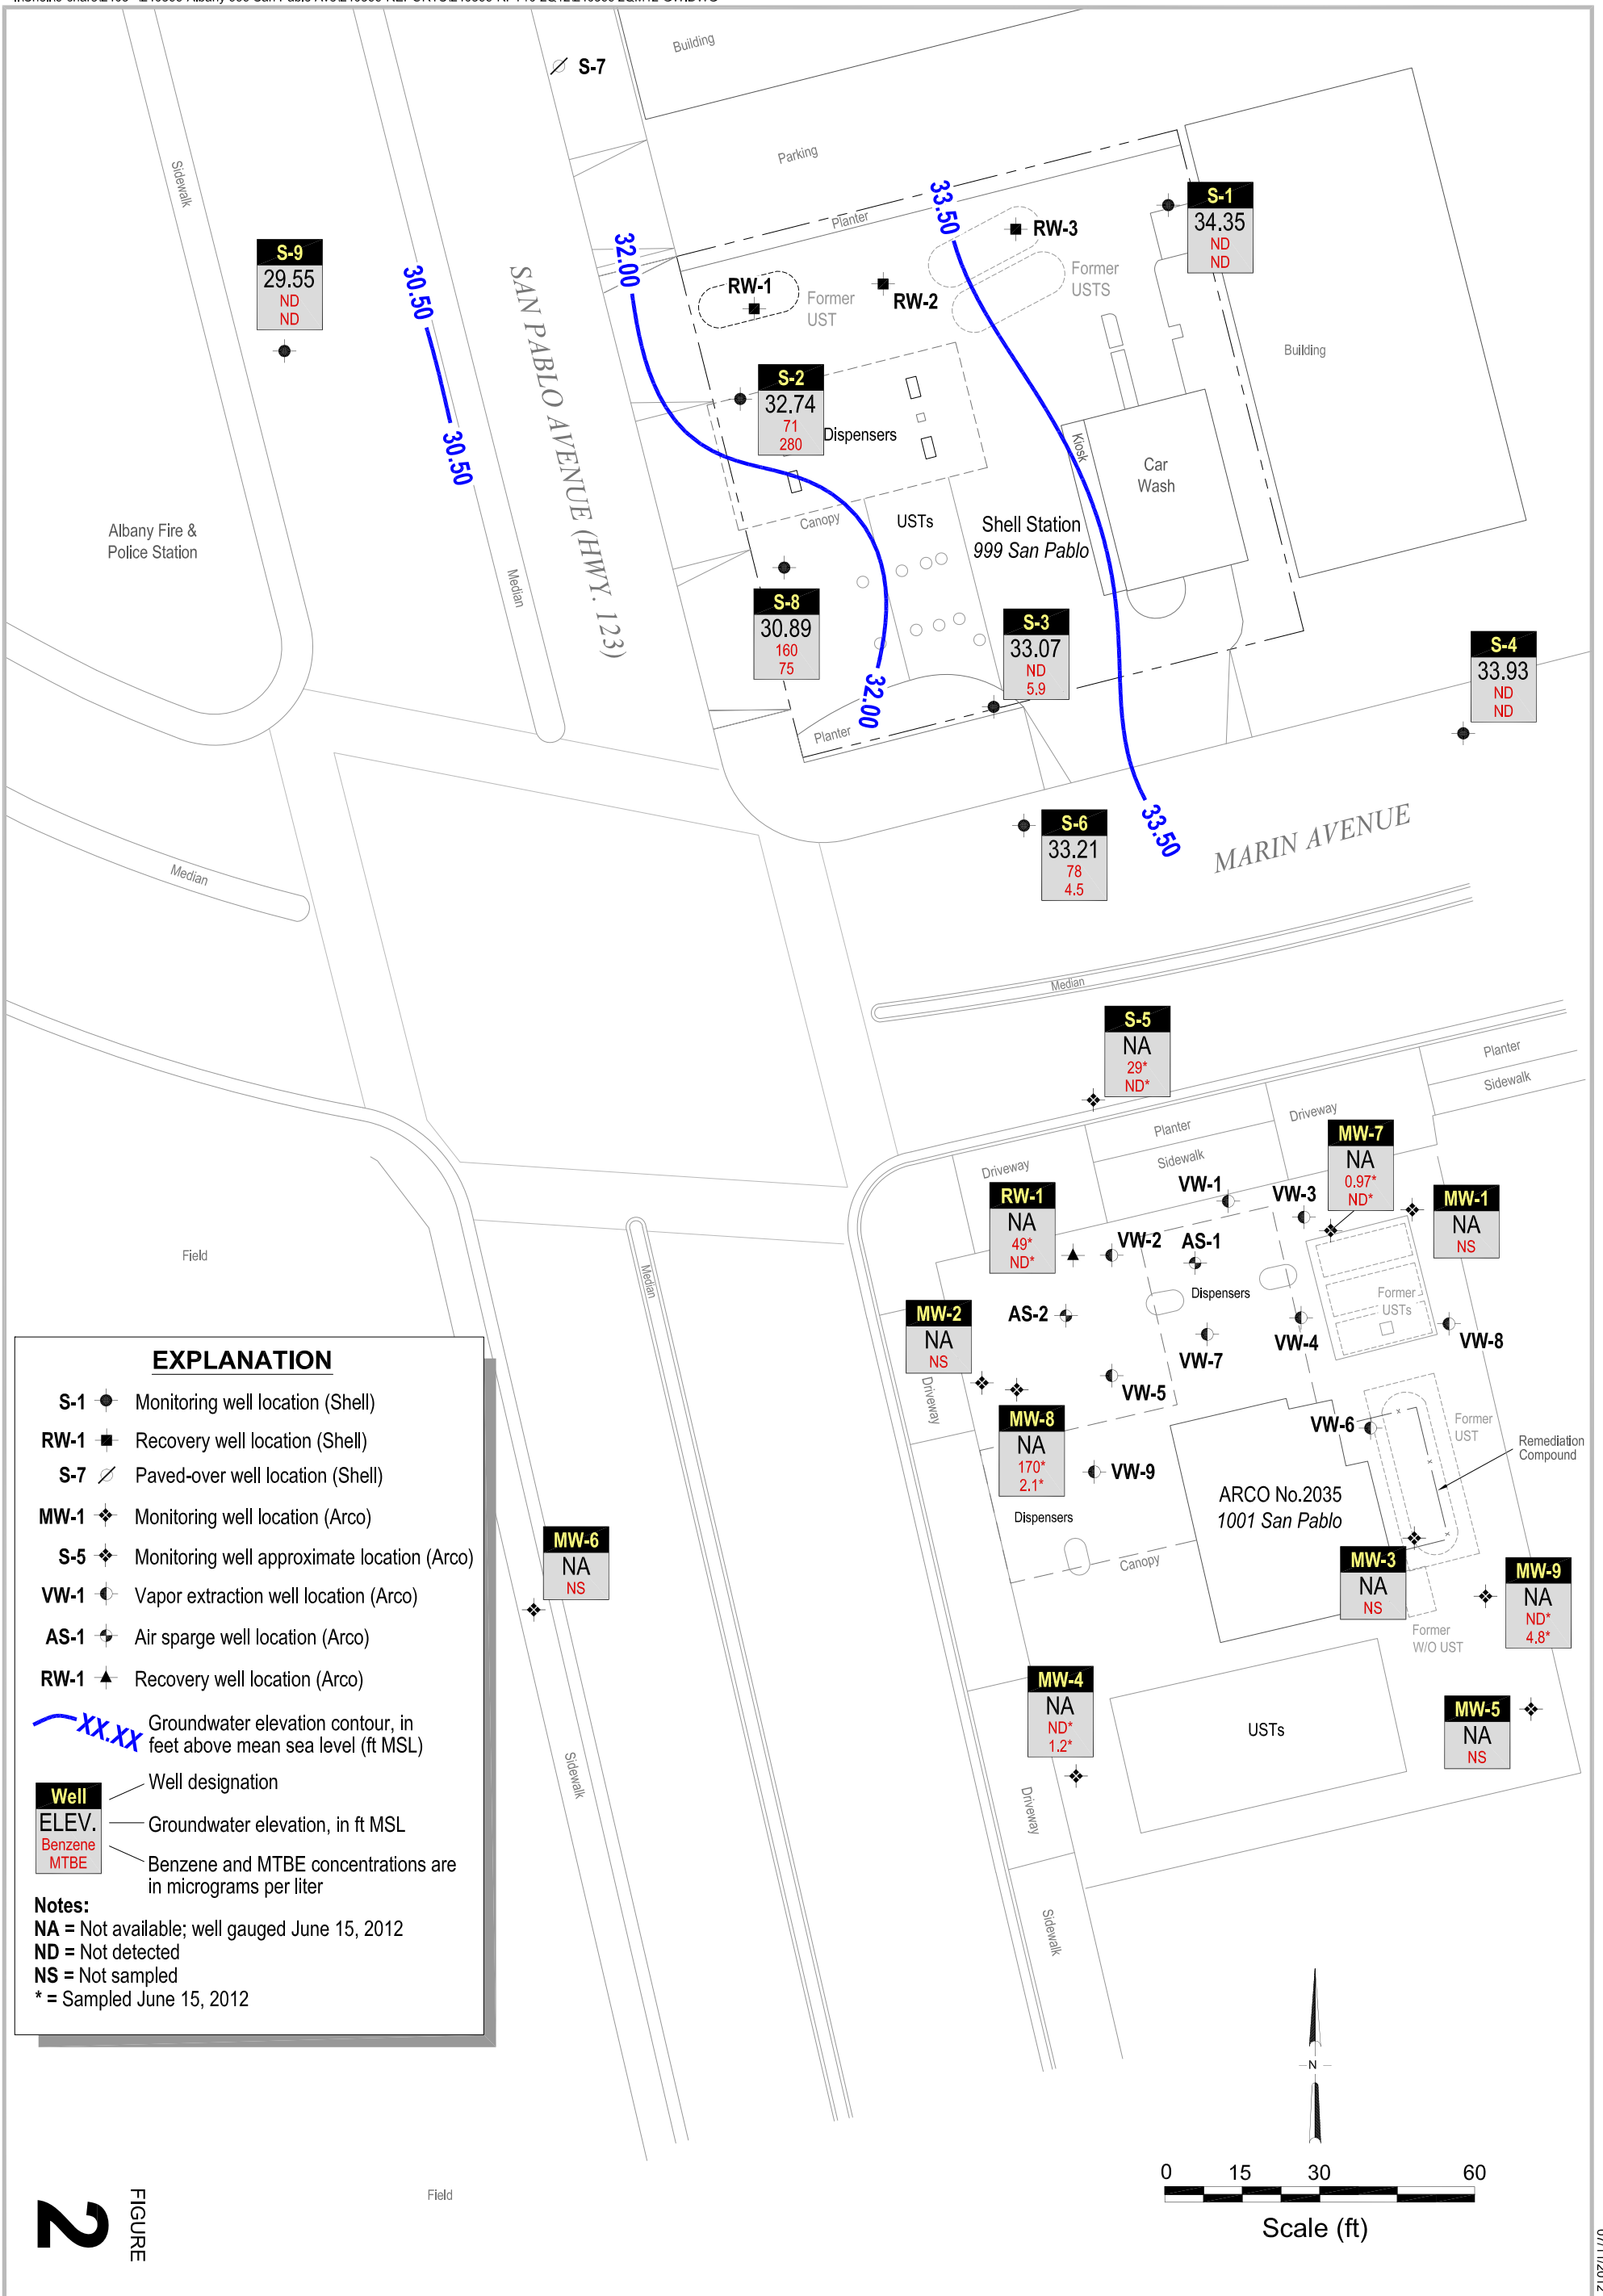 S-7
Building
Sidewalk
Parking
Planter
S-1
34.35
ND
ND
33.50
RW-3
32.00
S-9
29.55
ND
ND
30.50
30.50
SAN PABLO AVENUE (HWY. 123)
RW-1
Former
UST
RW-2
Former
USTS
Building
S-2
32.74
71
280
Dispensers
Kiosk
Car
Wash
Canopy
USTs
Shell Station
999 San Pablo
Albany Fire &
Police Station
Median
S-8
30.89
160
75
S-3
33.07
ND
5.9
S-4
33.93
ND
ND
32.00
Planter
S-6
33.21
78
4.5
33.50
MARIN AVENUE
Median
Median
S-5
NA
29*
ND*
Planter
Sidewalk
Driveway
Planter
Sidewalk
Driveway
MW-7
NA
0.97*
ND*
MW-1
NA
NS
RW-1
NA
49*
ND*
VW-1
VW-3
VW-2
AS-1
Dispensers
Former
USTs
Field
Median
MW-2
NA
NS
AS-2
VW-7
VW-4
VW-8
VW-5
Driveway
MW-8
NA
170*
2.1*
VW-9
VW-6
Former
UST
Remediation
Compound
ARCO No.2035
1001 San Pablo
Dispensers
Canopy
MW-6
NA
NS
MW-3
NA
NS
MW-9
NA
ND*
4.8*
Former
W/O UST
MW-4
NA
ND*
1.2*
USTs
MW-5
NA
NS
Driveway
Sidewalk
Sidewalk
EXPLANATION
S-1 Monitoring well location (Shell)
RW-1 Recovery well location (Shell)
S-7 Paved-over well location (Shell)
MW-1 Monitoring well location (Arco)
S-5 Monitoring well approximate location (Arco)
VW-1 Vapor extraction well location (Arco)
AS-1 Air sparge well location (Arco)
RW-1 Recovery well location (Arco)
XX.XX Groundwater elevation contour, in
feet above mean sea level (ft MSL)
Well
ELEV.
Benzene
MTBE
Well designation
Groundwater elevation, in ft MSL
Benzene and MTBE concentrations are
in micrograms per liter
Notes:
NA = Not available; well gauged June 15, 2012
ND = Not detected
NS = Not sampled
* = Sampled June 15, 2012
N
0 15 30 60
Scale (ft)
Field
FIGURE
2